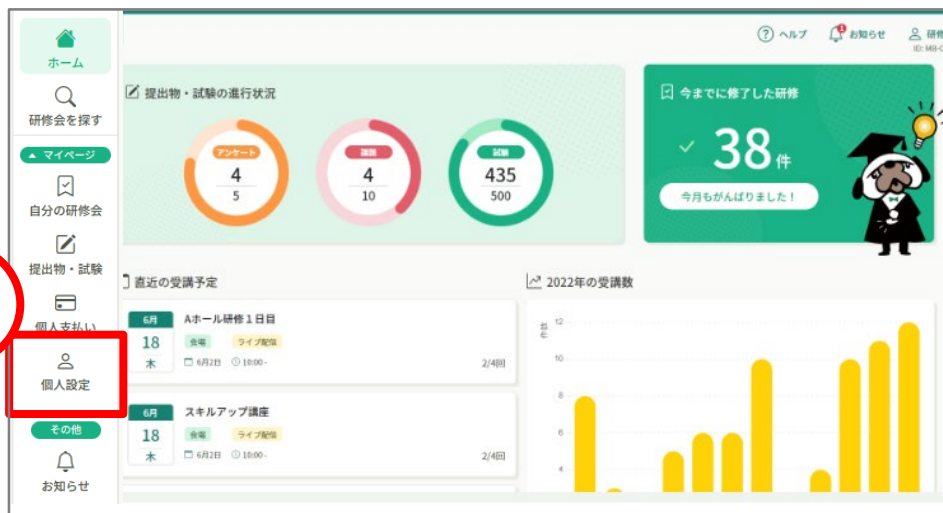 ホーム
研修会を探す
マイページ
自分の研修会
提出物・試験
個人支払い
個人設定
その他
お知らせ
ヘルプ
お知らせ
研修
提出物・試験の進行状況
アンケート
4
5
課題
4
10
試験
435
500
今までに修了した研修
38件
今月もがんばりました！
直近の受講予定
6月
18
木
Aホール研修１日目
会場 ライブ配信
6月2日 10:00-
2/4回
6月
18
木
スキルアップ講座
会場 ライブ配信
6月2日 10:00-
2/4回
2022年の受講数
件数
12
10
8
6
4